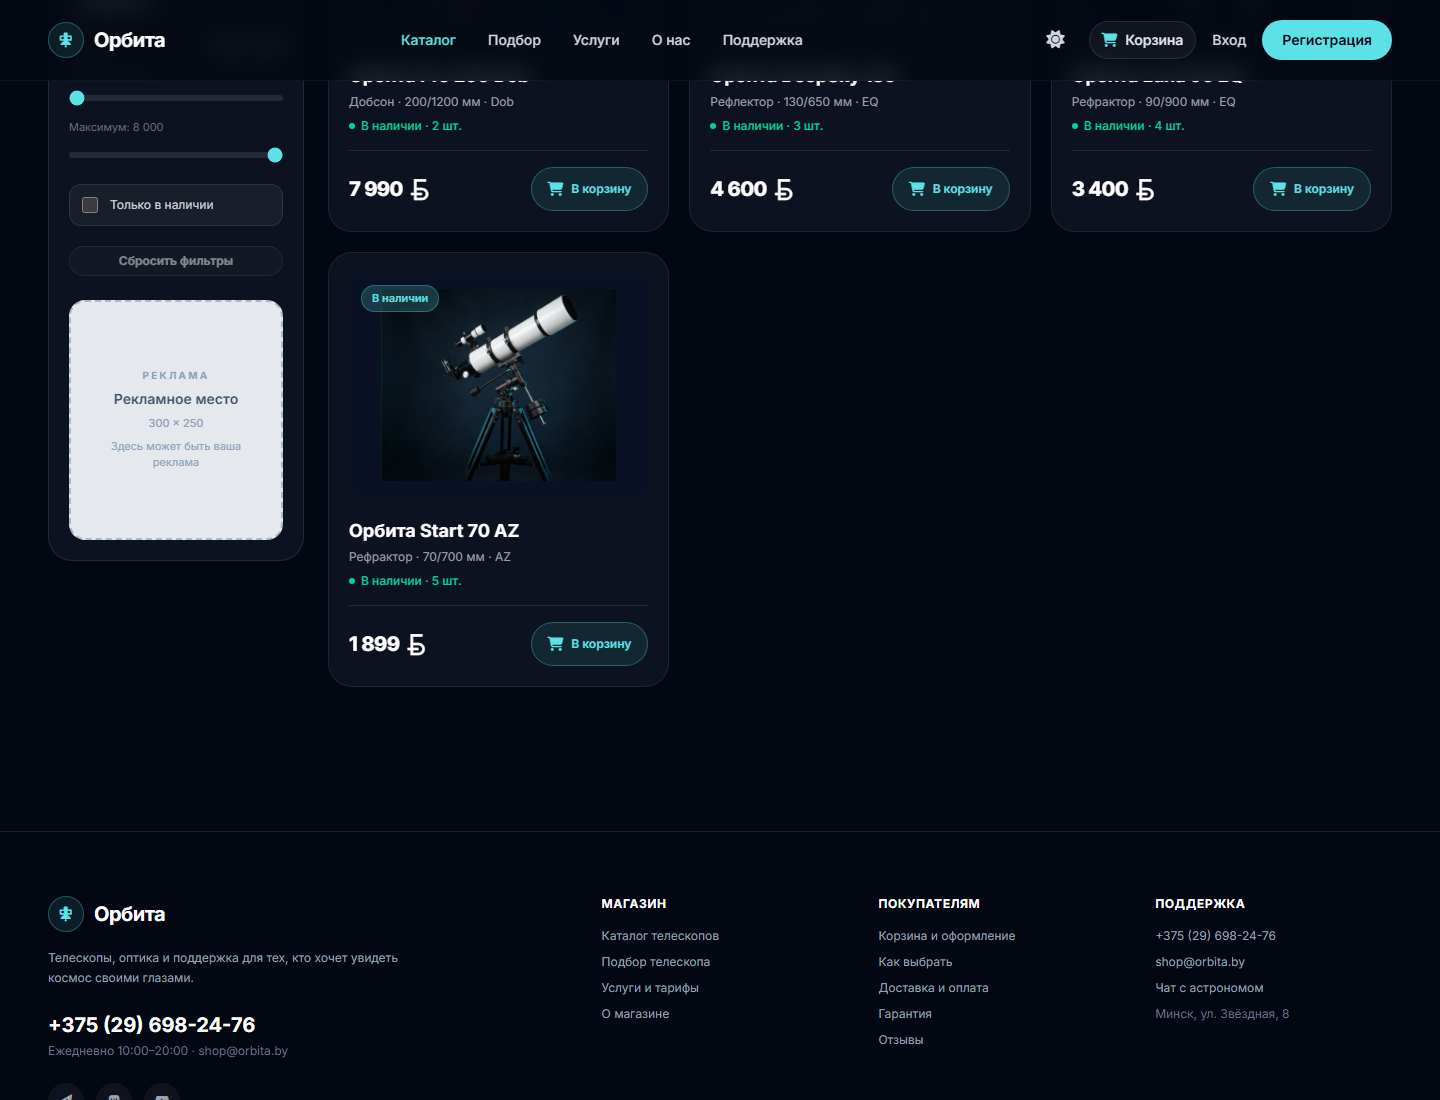 Орбита
Каталог
Подбор
Услуги
О нас
Поддержка
Корзина
Вход
Регистрация
Максимум: 8 000
Только в наличии
Сбросить фильтры
РЕКЛАМА
Рекламное место
300 × 250
Здесь может быть ваша
реклама
Добсон · 200/1200 мм · Dob
В наличии · 2 шт.
7 990
В корзину
Рефлектор · 130/650 мм · EQ
В наличии · 3 шт.
4 600
В корзину
Рефрактор · 90/900 мм · EQ
В наличии · 4 шт.
3 400
В корзину
В наличии
Орбита Start 70 AZ
Рефрактор · 70/700 мм · AZ
В наличии · 5 шт.
1 899
В корзину
Орбита
Телескопы, оптика и поддержка для тех, кто хочет увидеть
космос своими глазами.
+375 (29) 698-24-76
Ежедневно 10:00–20:00 · shop@orbita.by
МАГАЗИН
Каталог телескопов
Подбор телескопа
Услуги и тарифы
О магазине
ПОКУПАТЕЛЯМ
Корзина и оформление
Как выбрать
Доставка и оплата
Гарантия
Отзывы
ПОДДЕРЖКА
+375 (29) 698-24-76
shop@orbita.by
Чат с астрономом
Минск, ул. Звёздная, 8